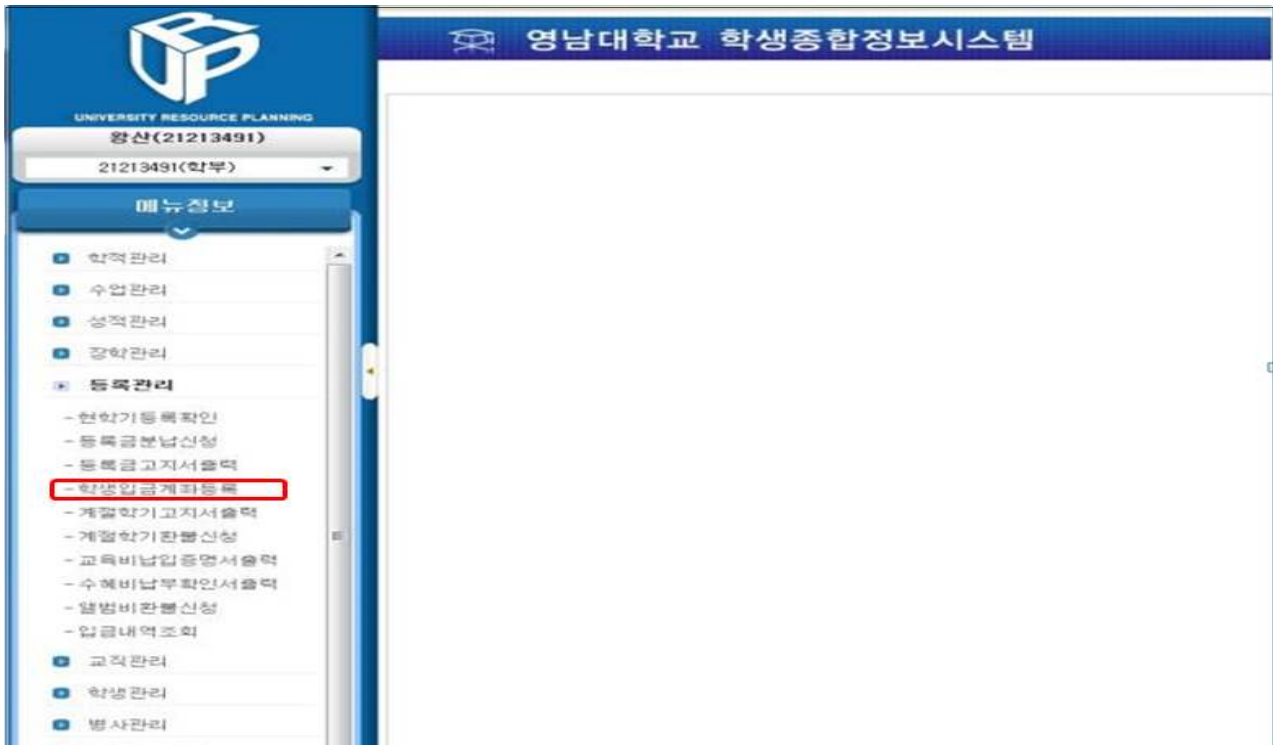 URP
영남대학교 학생종합정보시스템
UNIVERSITY RESOURCE PLANNING
왕산(21213491)
21213491(학부)
메뉴정보
학적관리
수업관리
성적관리
장학관리
등록관리
-현학기등록확인
-등록금분납신청
-등록금고지서출력
-학생입금계좌등록
-계절학기고지서출력
-계절학기환불신청
-교육비납입증명서출력
-수혜비납부확인서출력
-앨범비환불신청
-입금내역조회
교직관리
학생관리
병사관리